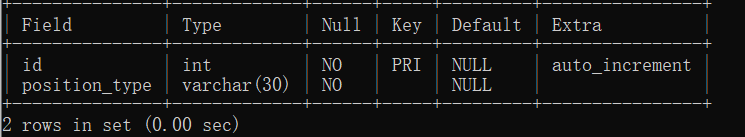 Field | Type | Null | Key | Default | Extra
id | int | NO | PRI | NULL | auto_increment
position_type | varchar(30) | NO | | NULL | |
2 rows in set (0.00 sec)